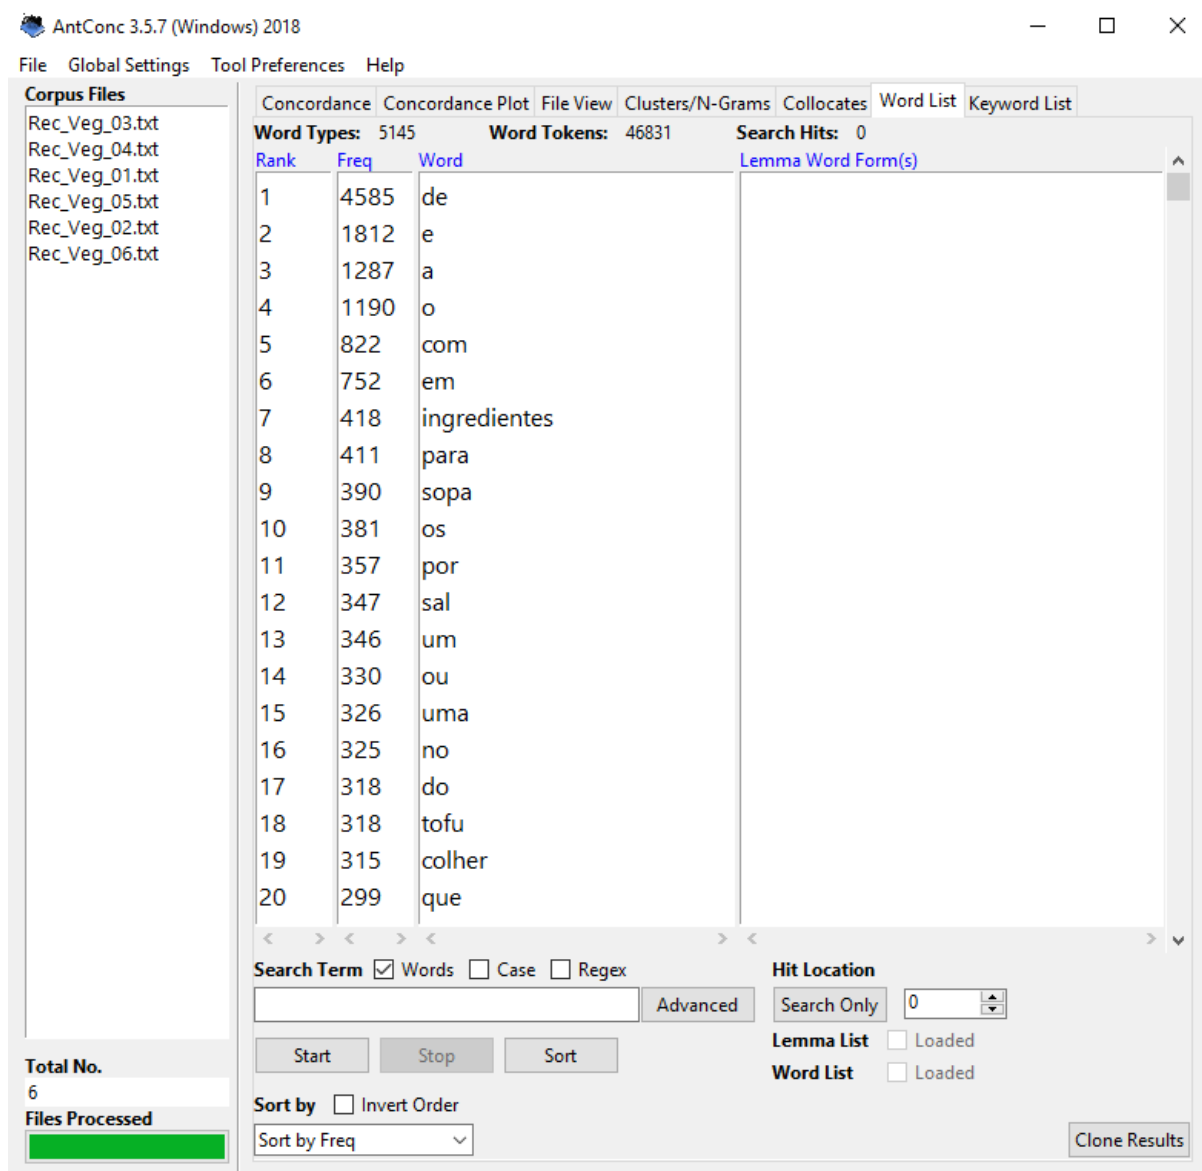 AntConc 3.5.7 (Windows) 2018
File Global Settings Tool Preferences Help
Corpus Files
Rec_Veg_03.txt
Rec_Veg_04.txt
Rec_Veg_01.txt
Rec_Veg_05.txt
Rec_Veg_02.txt
Rec_Veg_06.txt
Concordance Concordance Plot File View Clusters/N-Grams Collocates Word List Keyword List
Word Types: 5145 Word Tokens: 46831 Search Hits: 0
Rank Freq Word Lemma Word Form(s)
1 4585 de
2 1812 e
3 1287 a
4 1190 o
5 822 com
6 752 em
7 418 ingredientes
8 411 para
9 390 sopa
10 381 os
11 357 por
12 347 sal
13 346 um
14 330 ou
15 326 uma
16 325 no
17 318 do
18 318 tofu
19 315 colher
20 299 que
Search Term Words Case Regex Hit Location
Advanced Search Only 0
Lemma List Loaded
Start Stop Sort
Word List Loaded
Total No.
6
Sort by Invert Order
Files Processed
Sort by Freq Clone Results